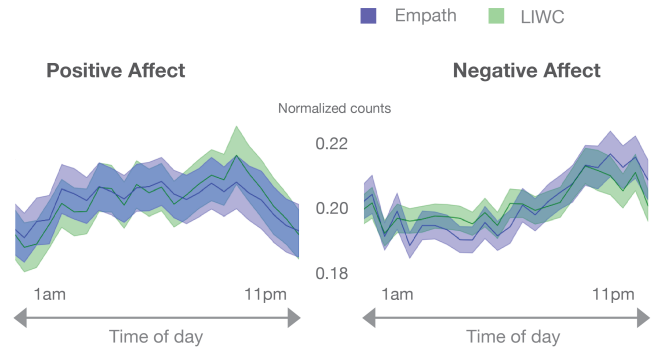 Empath LIWC
Positive Affect Negative Affect
Normalized counts
0.22
0.20
0.18
1am 11pm 1am 11pm
Time of day Time of day